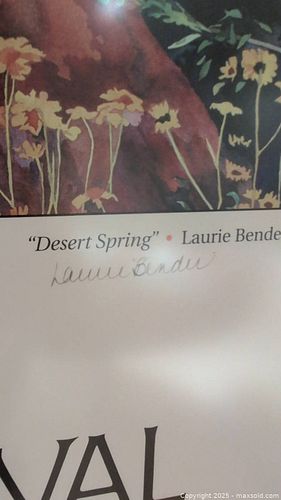 "Desert Spring" • Laurie Bende
Laurie Bender
VAL
Copyright 2025 - maxsold.com